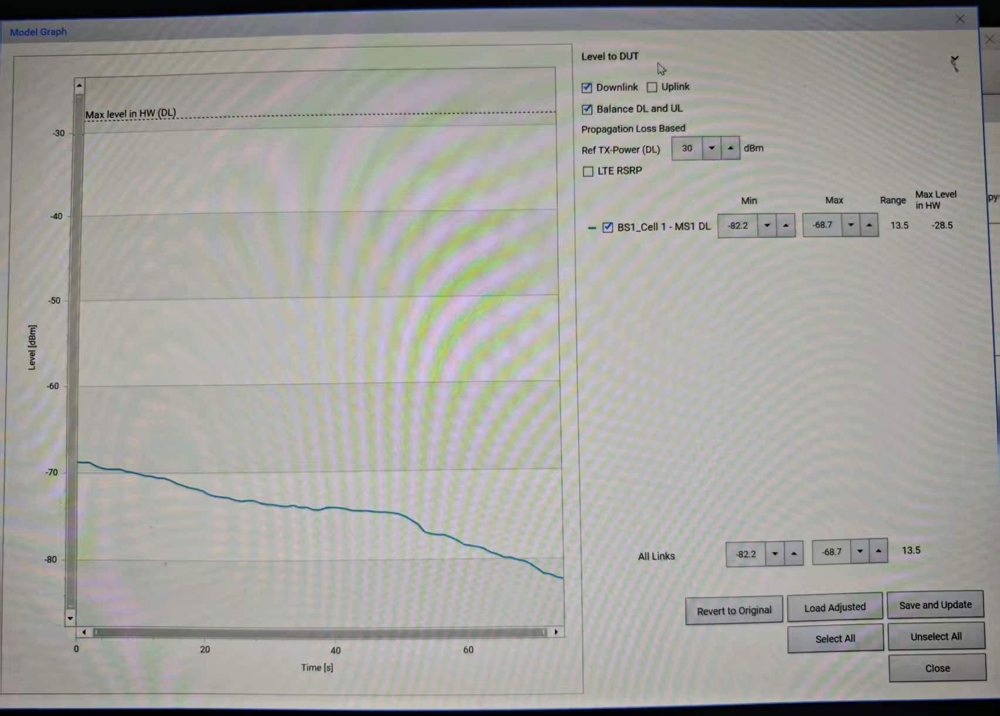 Model Graph
Max level in HW (DL)
-30
-40
-50
-60
-70
-80
Level [dBm]
0 20 40 60
Time [s]
Level to DUT
Downlink Uplink
Balance DL and UL
Propagation Loss Based
Ref TX-Power (DL) 30 dBm
LTE RSRP
Min Max Range Max Level in HW
BS1_Cell 1 - MS1 DL -82.2 -68.7 13.5 -28.5
All Links -82.2 -68.7 13.5
Revert to Original Load Adjusted Save and Update
Select All Unselect All
Close
py